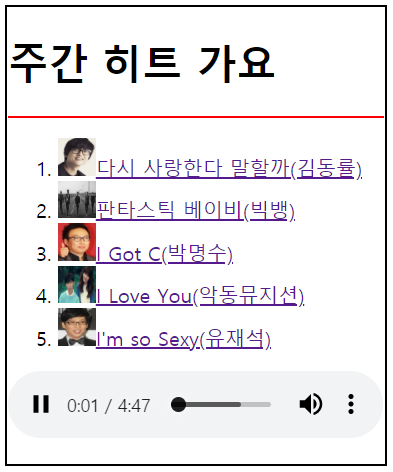 주간 히트 가요
1. 다시 사랑한다 말할까(김동률)
2. 판타스틱 베이비(빅뱅)
3. I Got C(박명수)
4. I Love You(악동뮤지션)
5. I'm so Sexy(유재석)
0:01 / 4:47